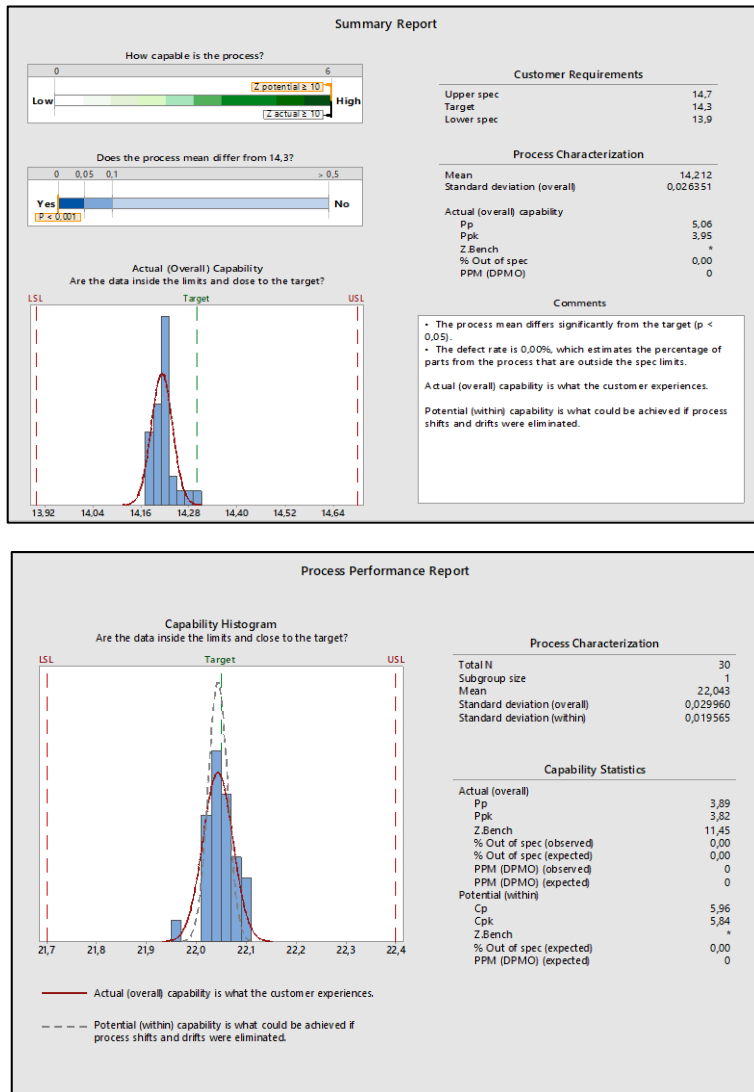 Summary Report
How capable is the process?
0 6
Z potential ≥ 10
Low High
Z actual ≥ 10
Does the process mean differ from 14,3?
0 0,05 0,1 > 0,5
Yes No
P < 0,001
Actual (Overall) Capability
Are the data inside the limits and close to the target?
LSL Target USL
13,92 14,04 14,16 14,28 14,40 14,52 14,64
Customer Requirements
Upper spec 14,7
Target 14,3
Lower spec 13,9
Process Characterization
Mean 14,212
Standard deviation (overall) 0,026351
Actual (overall) capability
Pp 5,06
Ppk 3,95
Z.Bench *
% Out of spec 0,00
PPM (DPMO) 0
Comments
• The process mean differs significantly from the target (p <
0,05).
• The defect rate is 0,00%, which estimates the percentage of
parts from the process that are outside the spec limits.
Actual (overall) capability is what the customer experiences.
Potential (within) capability is what could be achieved if process
shifts and drifts were eliminated.
Process Performance Report
Capability Histogram
Are the data inside the limits and close to the target?
LSL Target USL
21,7 21,8 21,9 22,0 22,1 22,2 22,3 22,4
Actual (overall) capability is what the customer experiences.
Potential (within) capability is what could be achieved if
process shifts and drifts were eliminated.
Process Characterization
Total N 30
Subgroup size 1
Mean 22,043
Standard deviation (overall) 0,029960
Standard deviation (within) 0,019565
Capability Statistics
Actual (overall)
Pp 3,89
Ppk 3,82
Z.Bench 11,45
% Out of spec (observed) 0,00
% Out of spec (expected) 0,00
PPM (DPMO) (observed) 0
PPM (DPMO) (expected) 0
Potential (within)
Cp 5,96
Cpk 5,84
Z.Bench *
% Out of spec (expected) 0,00
PPM (DPMO) (expected) 0